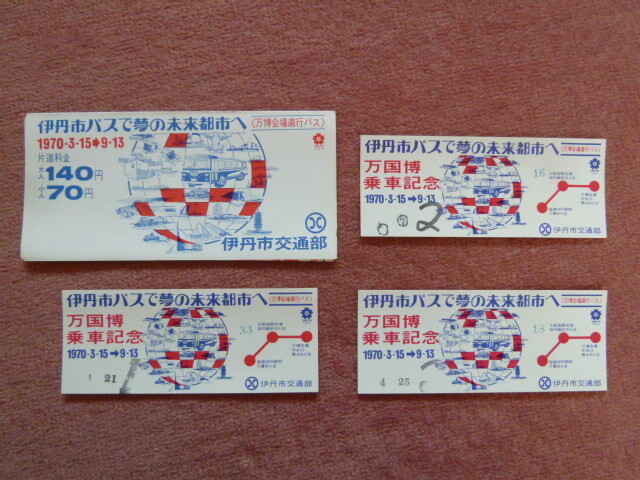 伊丹市バスで夢の未来都市へ 《万博会場直行バス》
1970・3・15➡9・13
片道料金
大人140円
小人70円
伊丹市交通部
伊丹市バスで夢の未来都市へ 《万博会場直行バス》
万国博
乗車記念
1970・3・15➡9・13
16
2
伊丹市交通部
伊丹市バスで夢の未来都市へ 《万博会場直行バス》
万国博
乗車記念
1970・3・15➡9・13
33
21
伊丹市交通部
伊丹市バスで夢の未来都市へ 《万博会場直行バス》
万国博
乗車記念
1970・3・15➡9・13
18
4 25
伊丹市交通部